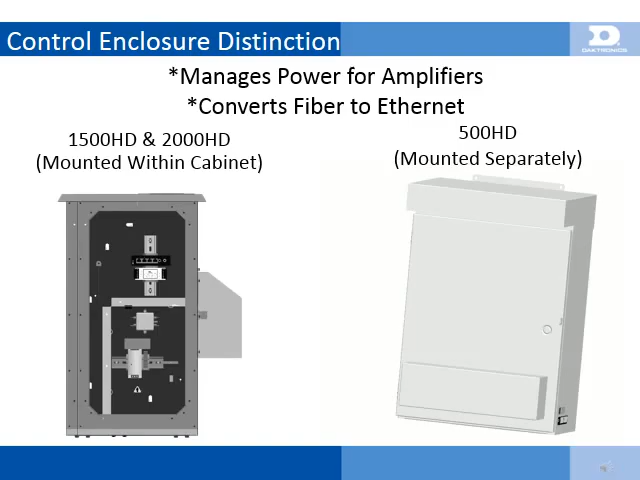 Control Enclosure Distinction
DAKTRONICS
*Manages Power for Amplifiers
*Converts Fiber to Ethernet
1500HD & 2000HD
(Mounted Within Cabinet)
500HD
(Mounted Separately)